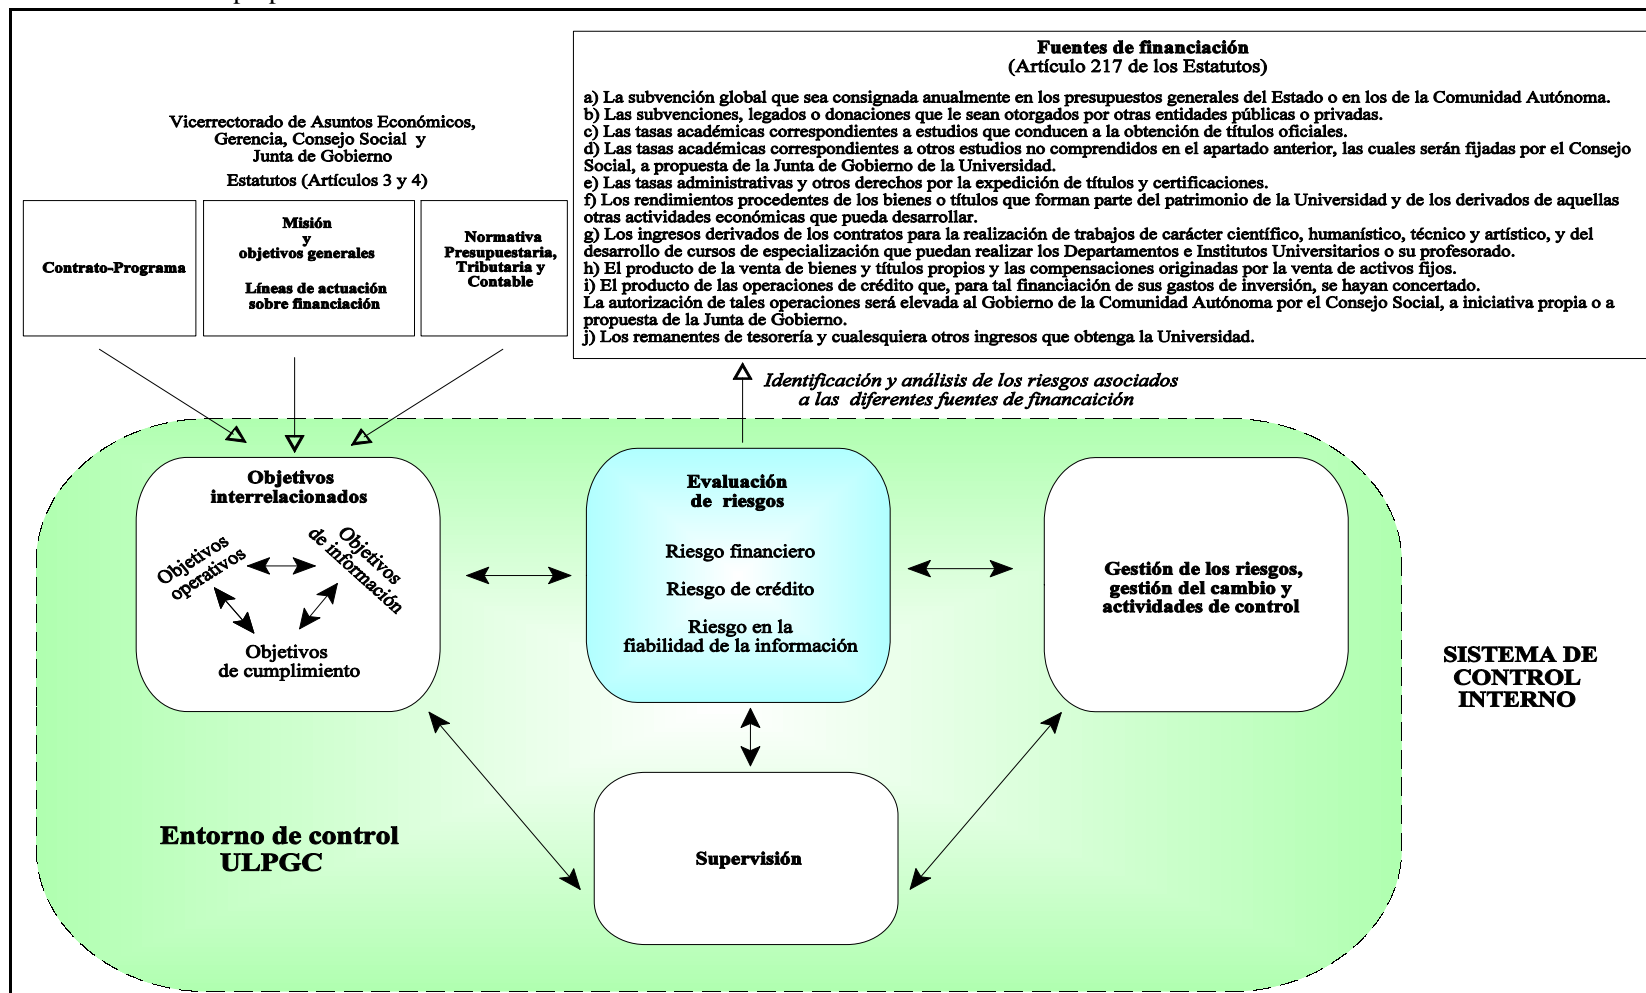 Fuentes de financiación
(Artículo 217 de los Estatutos)
a) La subvención global que sea consignada anualmente en los presupuestos generales del Estado o en los de la Comunidad Autónoma.
b) Las subvenciones, legados o donaciones que le sean otorgados por otras entidades públicas o privadas.
c) Las tasas académicas correspondientes a estudios que conducen a la obtención de títulos oficiales.
d) Las tasas académicas correspondientes a otros estudios no comprendidos en el apartado anterior, las cuales serán fijadas por el Consejo
Social, a propuesta de la Junta de Gobierno de la Universidad.
e) Las tasas administrativas y otros derechos por la expedición de títulos y certificaciones.
f) Los rendimientos procedentes de los bienes o títulos que forman parte del patrimonio de la Universidad y de los derivados de aquellas
otras actividades económicas que pueda desarrollar.
g) Los ingresos derivados de los contratos para la realización de trabajos de carácter científico, humanístico, técnico y artístico, y del
desarrollo de cursos de especialización que puedan realizar los Departamentos e Institutos Universitarios o su profesorado.
h) El producto de la venta de bienes y títulos propios y las compensaciones originadas por la venta de activos fijos.
i) El producto de las operaciones de crédito que, para tal financiación de sus gastos de inversión, se hayan concertado.
La autorización de tales operaciones será elevada al Gobierno de la Comunidad Autónoma por el Consejo Social, a iniciativa propia o a
propuesta de la Junta de Gobierno.
j) Los remanentes de tesorería y cualesquiera otros ingresos que obtenga la Universidad.
Vicerrectorado de Asuntos Económicos,
Gerencia, Consejo Social y
Junta de Gobierno
Estatutos (Artículos 3 y 4)
Contrato-Programa
Misión
y
objetivos generales
Líneas de actuación
sobre financiación
Normativa
Presupuestaria,
Tributaria y
Contable
Identificación y análisis de los riesgos asociados
a las diferentes fuentes de financaición
Objetivos
interrelacionados
Objetivos
operativos
Objetivos
de información
Objetivos
de cumplimiento
Evaluación
de riesgos
Riesgo financiero
Riesgo de crédito
Riesgo en la
fiabilidad de la información
Gestión de los riesgos,
gestión del cambio y
actividades de control
SISTEMA DE
CONTROL
INTERNO
Entorno de control
ULPGC
Supervisión